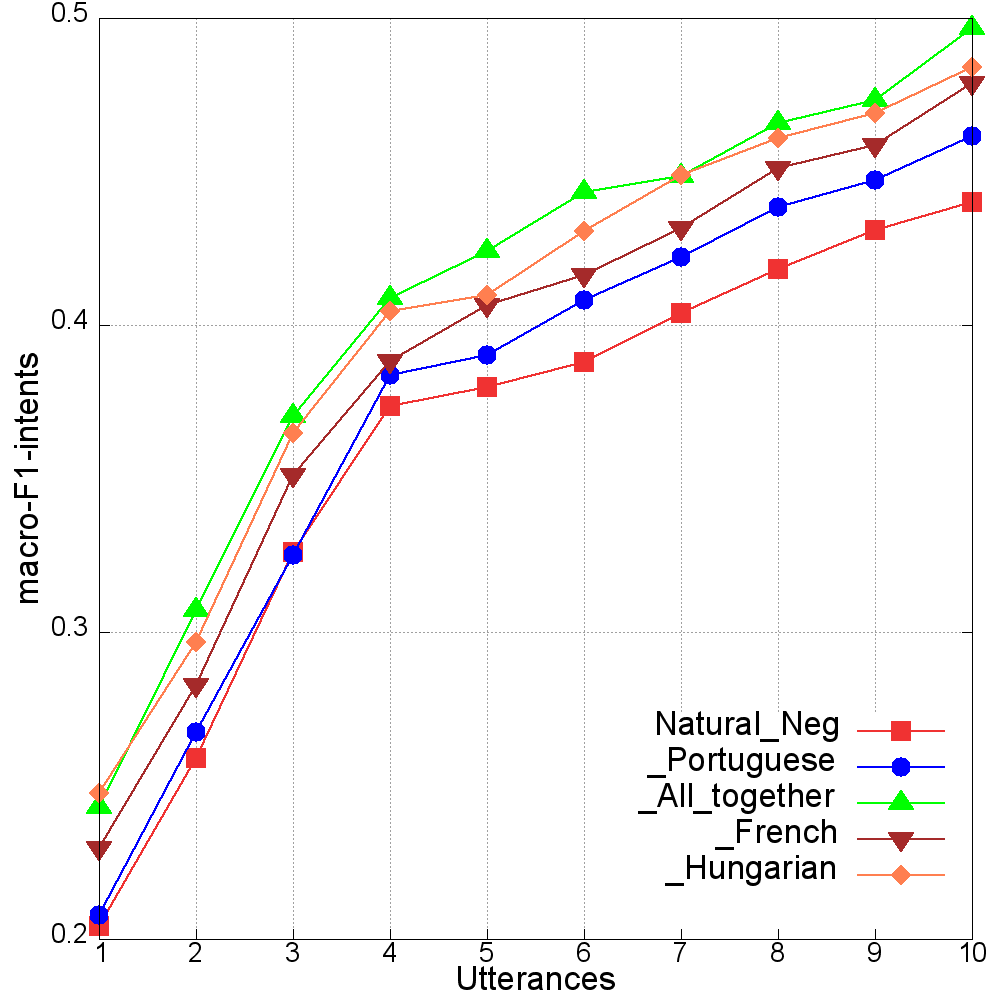 0.5
0.4
0.3
0.2
macro-F1-intents
1 2 3 4 5 6 7 8 9 10
Utterances
Natural_Neg
_Portuguese
_All_together
_French
_Hungarian